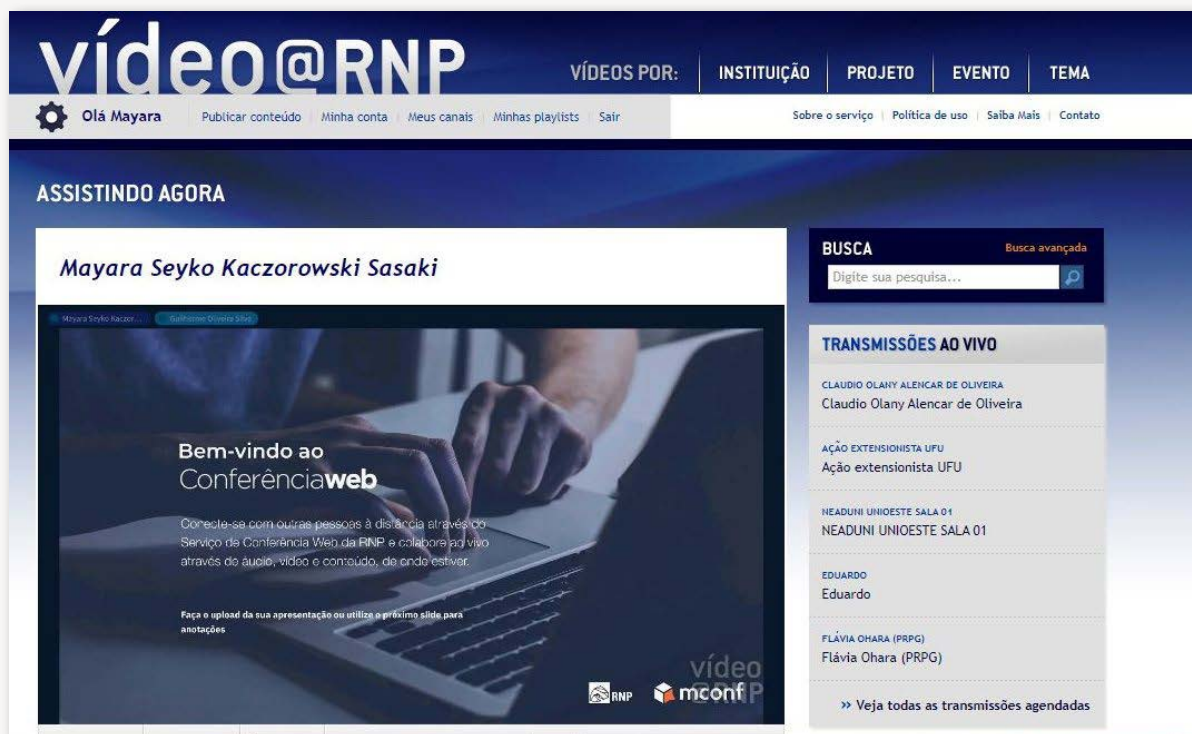 vídeo@RNP
VÍDEOS POR: INSTITUIÇÃO PROJETO EVENTO TEMA
Olá Mayara Publicar conteúdo Minha conta Meus canais Minhas playlists Sair
Sobre o serviço Política de uso Saiba Mais Contato
ASSISTINDO AGORA
Mayara Seyko Kaczorowski Sasaki
Mayara Seyko Kaczor... Guilherme Oliveira Silva
Bem-vindo ao
Conferênciaweb
Conecte-se com outras pessoas à distância através do
Serviço de Conferência Web da RNP e colabore ao vivo
através de áudio, vídeo e conteúdo, de onde estiver.
Faça o upload da sua apresentação ou utilize o próximo slide para
anotações
vídeo
@RNP
RNP mconf
BUSCA Busca avançada
Digite sua pesquisa...
TRANSMISSÕES AO VIVO
CLAUDIO OLANY ALENCAR DE OLIVEIRA
Claudio Olany Alencar de Oliveira
AÇÃO EXTENSIONISTA UFU
Ação extensionista UFU
NEADUNI UNIOESTE SALA 01
NEADUNI UNIOESTE SALA 01
EDUARDO
Eduardo
FLÁVIA OHARA (PRPG)
Flávia Ohara (PRPG)
» Veja todas as transmissões agendadas